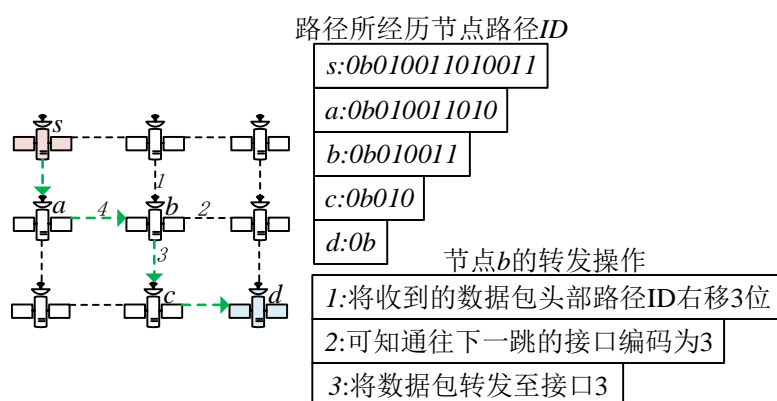 路径所经历节点路径ID
s:0b010011010011
a:0b010011010
b:0b010011
c:0b010
d:0b
s
1
a
4
b
2
3
c
d
节点b的转发操作
1:将收到的数据包头部路径ID右移3位
2:可知通往下一跳的接口编码为3
3:将数据包转发至接口3